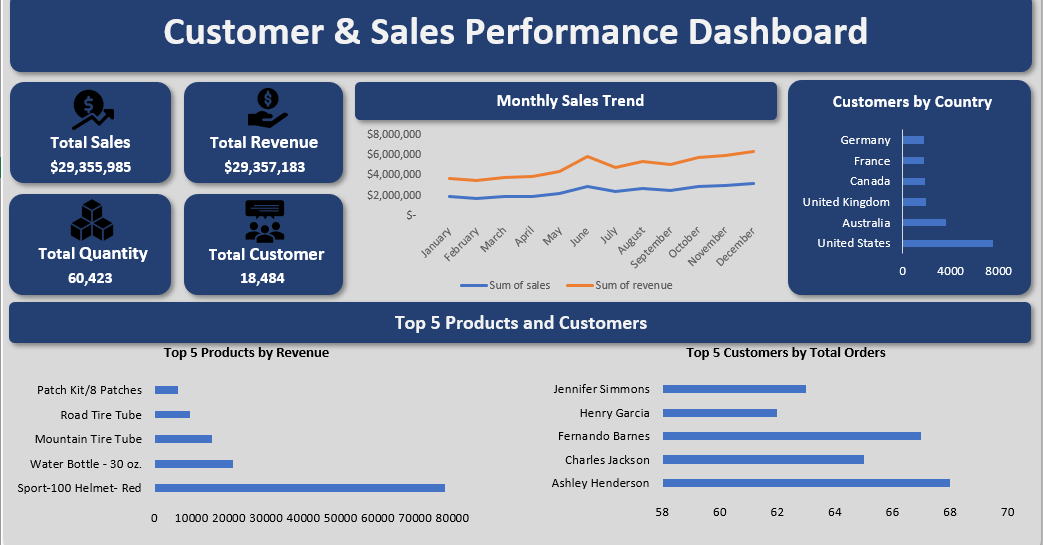 Customer & Sales Performance Dashboard
Total Sales
$29,355,985
Total Revenue
$29,357,183
Total Quantity
60,423
Total Customer
18,484
Monthly Sales Trend
$8,000,000
$6,000,000
$4,000,000
$2,000,000
$-
January
February
March
April
May
June
July
August
September
October
November
December
Sum of sales
Sum of revenue
Customers by Country
Germany
France
Canada
United Kingdom
Australia
United States
0 4000 8000
Top 5 Products and Customers
Top 5 Products by Revenue
Patch Kit/8 Patches
Road Tire Tube
Mountain Tire Tube
Water Bottle - 30 oz.
Sport-100 Helmet- Red
0 10000 20000 30000 40000 50000 60000 70000 80000
Top 5 Customers by Total Orders
Jennifer Simmons
Henry Garcia
Fernando Barnes
Charles Jackson
Ashley Henderson
58 60 62 64 66 68 70